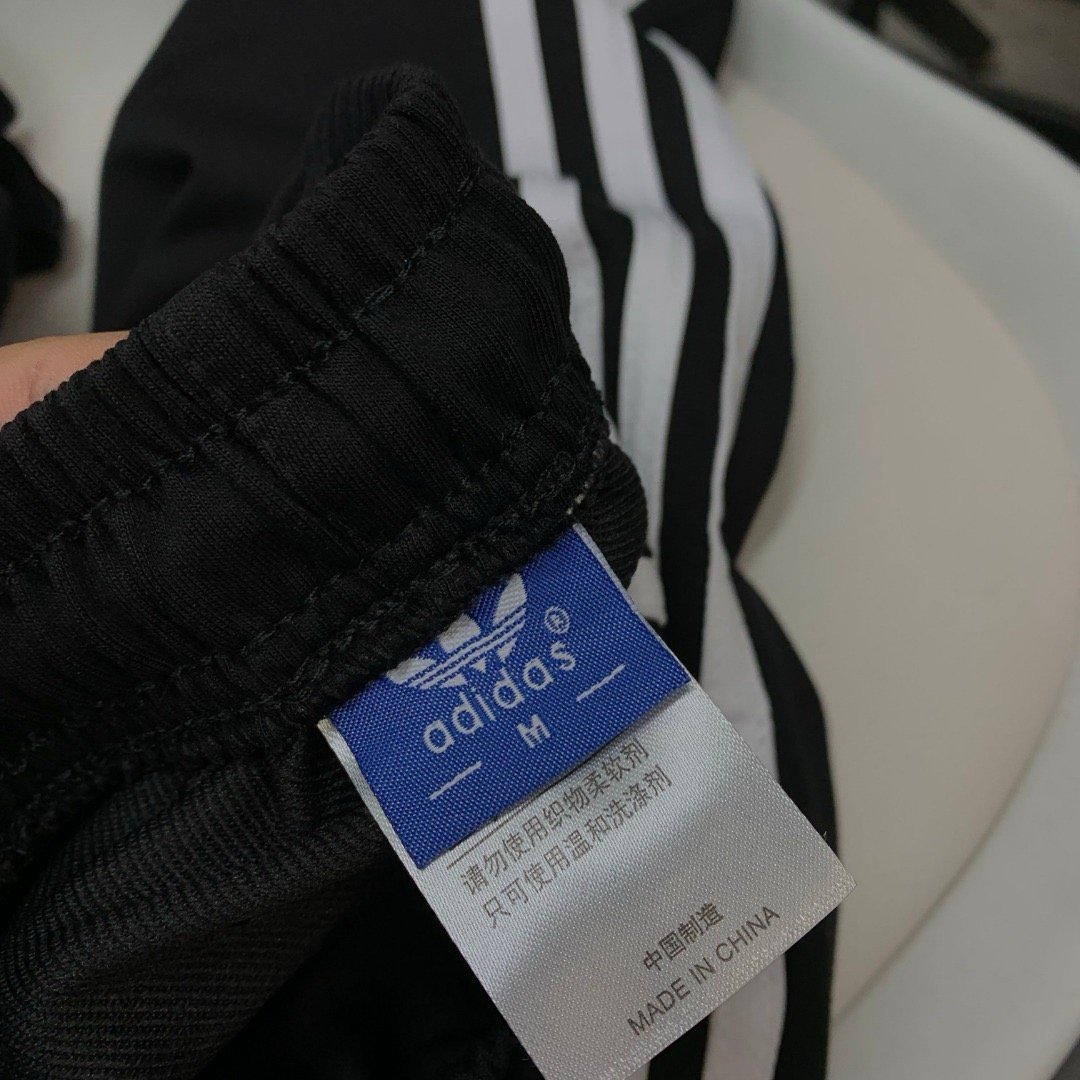 adidas®
M
请勿使用织物柔软剂
只可使用温和洗涤剂
中国制造
MADE IN CHINA